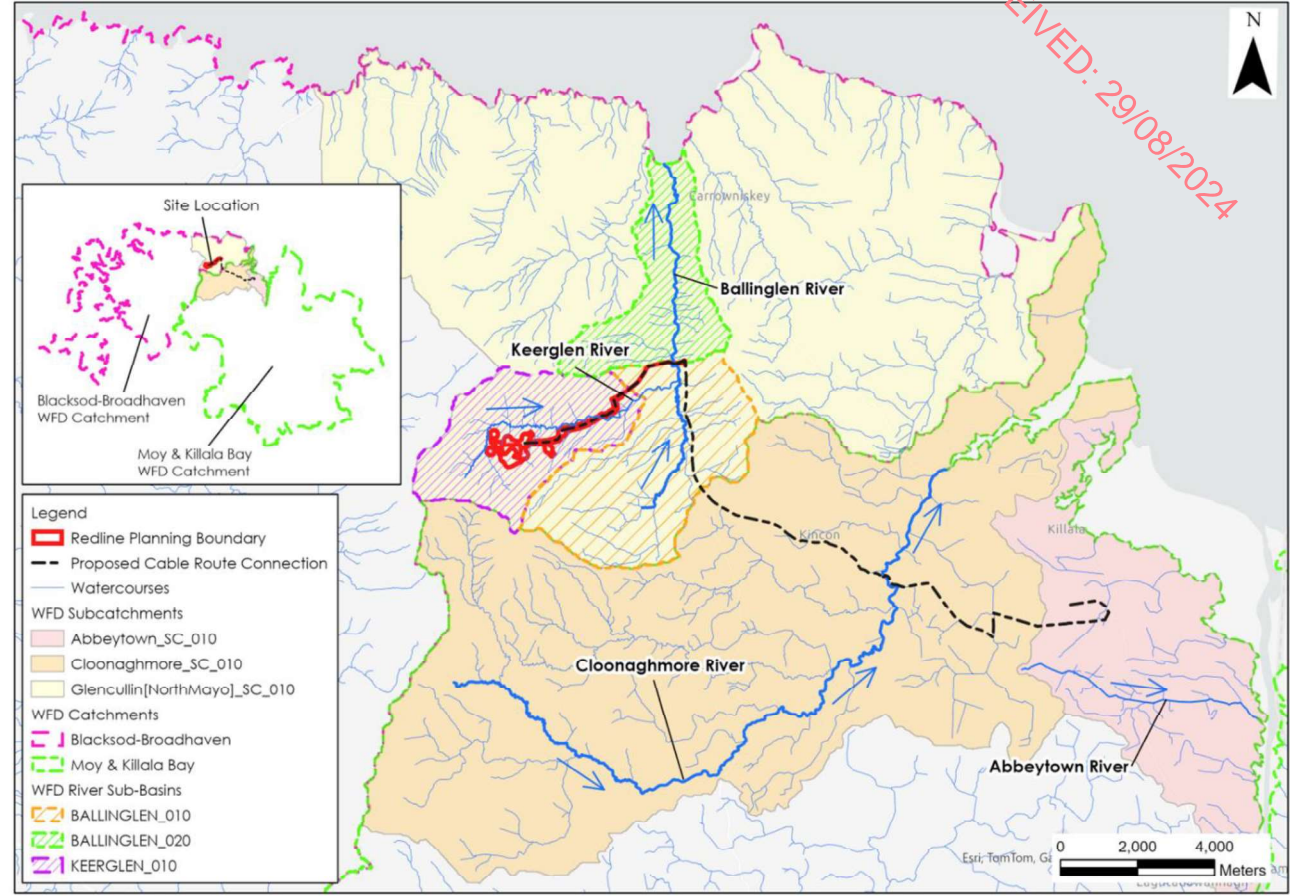 EIVED: 29/08/2024
N
Carrowniskey
Ballinglen River
Keerglen River
Kincon
Killala
Cloonaghmore River
Abbeytown River
Site Location
Blacksod-Broadhaven
WFD Catchment
Moy & Killala Bay
WFD Catchment
Legend
Redline Planning Boundary
Proposed Cable Route Connection
Watercourses
WFD Subcatchments
Abbeytown_SC_010
Cloonaghmore_SC_010
Glencullin[NorthMayo]_SC_010
WFD Catchments
Blacksod-Broadhaven
Moy & Killala Bay
WFD River Sub-Basins
BALLINGLEN_010
BALLINGLEN_020
KEERGLEN_010
0 2,000 4,000
Meters
Esri, TomTom,